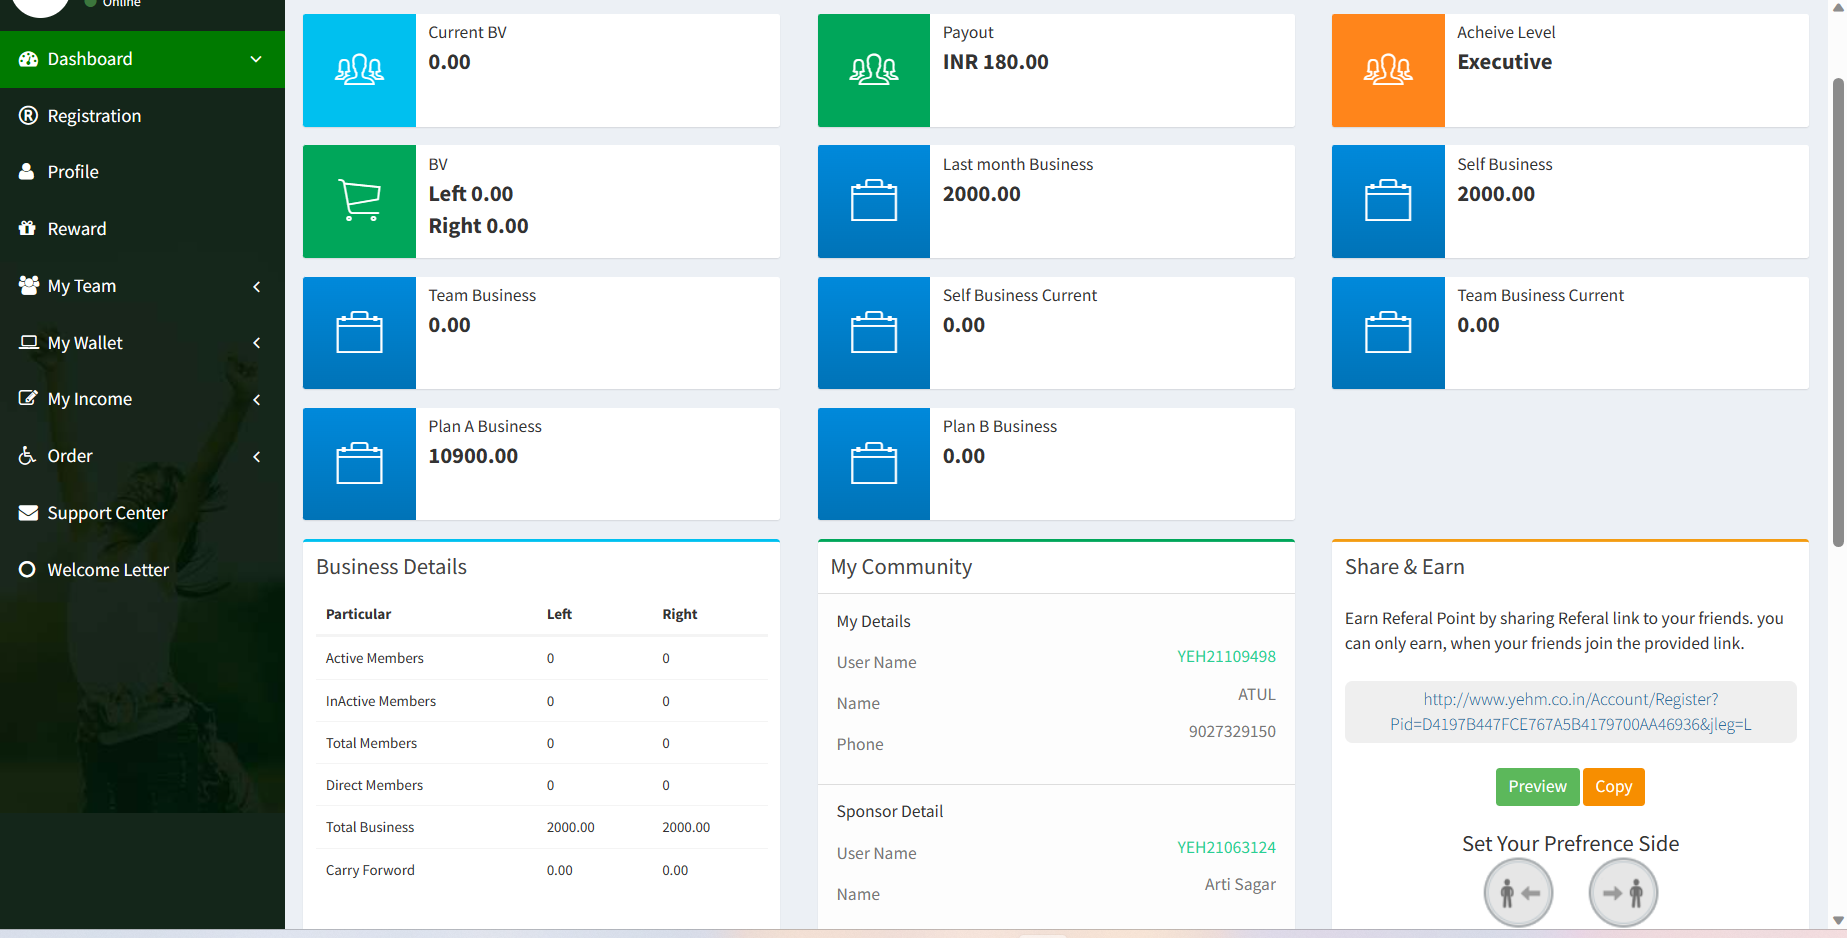 Online
Dashboard
Registration
Profile
Reward
My Team
My Wallet
My Income
Order
Support Center
Welcome Letter
Current BV
0.00
Payout
INR 180.00
Acheive Level
Executive
BV
Left 0.00
Right 0.00
Last month Business
2000.00
Self Business
2000.00
Team Business
0.00
Self Business Current
0.00
Team Business Current
0.00
Plan A Business
10900.00
Plan B Business
0.00
Business Details
Particular Left Right
Active Members 0 0
InActive Members 0 0
Total Members 0 0
Direct Members 0 0
Total Business 2000.00 2000.00
Carry Forword 0.00 0.00
My Community
My Details
User Name YEH21109498
Name ATUL
Phone 9027329150
Sponsor Detail
User Name YEH21063124
Name Arti Sagar
Share & Earn
Earn Referal Point by sharing Referal link to your friends. you
can only earn, when your friends join the provided link.
http://www.yehm.co.in/Account/Register?
Pid=D4197B447FCE767A5B4179700AA46936&jleg=L
Preview Copy
Set Your Prefrence Side